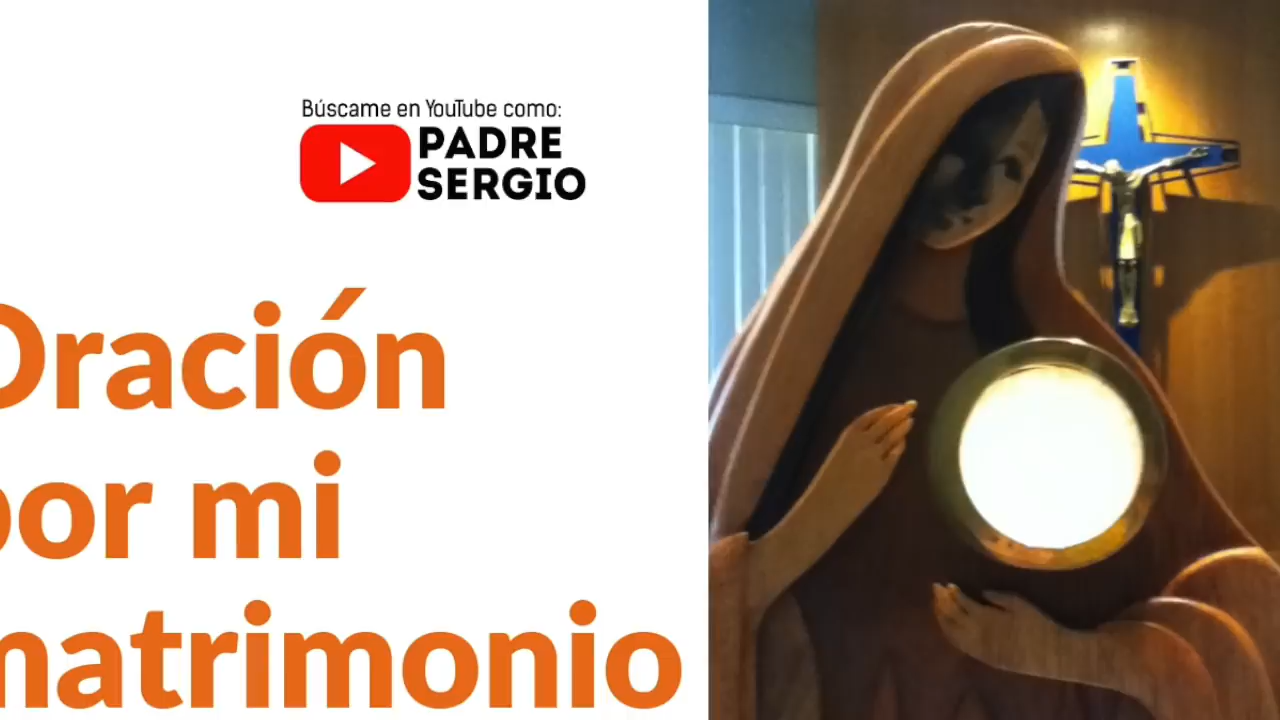 Búscame en YouTube como:
PADRE
SERGIO
Oración
por mi
matrimonio